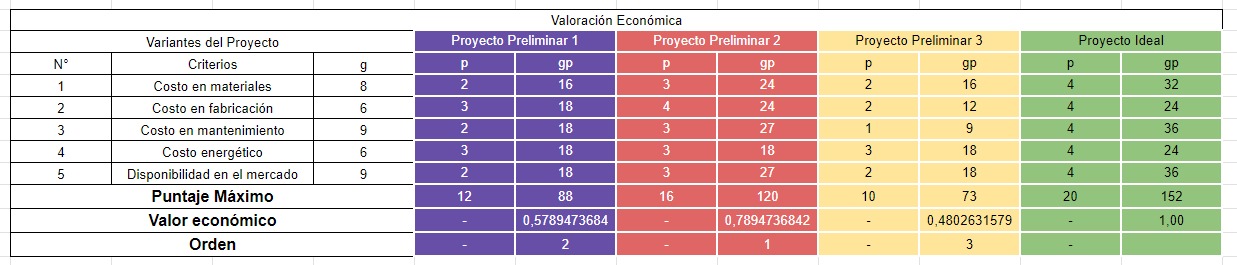 Valoración Económica
Variantes del Proyecto Proyecto Preliminar 1 Proyecto Preliminar 2 Proyecto Preliminar 3 Proyecto Ideal
N° Criterios g p gp p gp p gp p gp
1 Costo en materiales 8 2 16 3 24 2 16 4 32
2 Costo en fabricación 6 3 18 4 24 2 12 4 24
3 Costo en mantenimiento 9 2 18 3 27 1 9 4 36
4 Costo energético 6 3 18 3 18 3 18 4 24
5 Disponibilidad en el mercado 9 2 18 3 27 2 18 4 36
Puntaje Máximo 12 88 16 120 10 73 20 152
Valor económico - 0,5789473684 - 0,7894736842 - 0,4802631579 - 1,00
Orden - 2 - 1 - 3 -